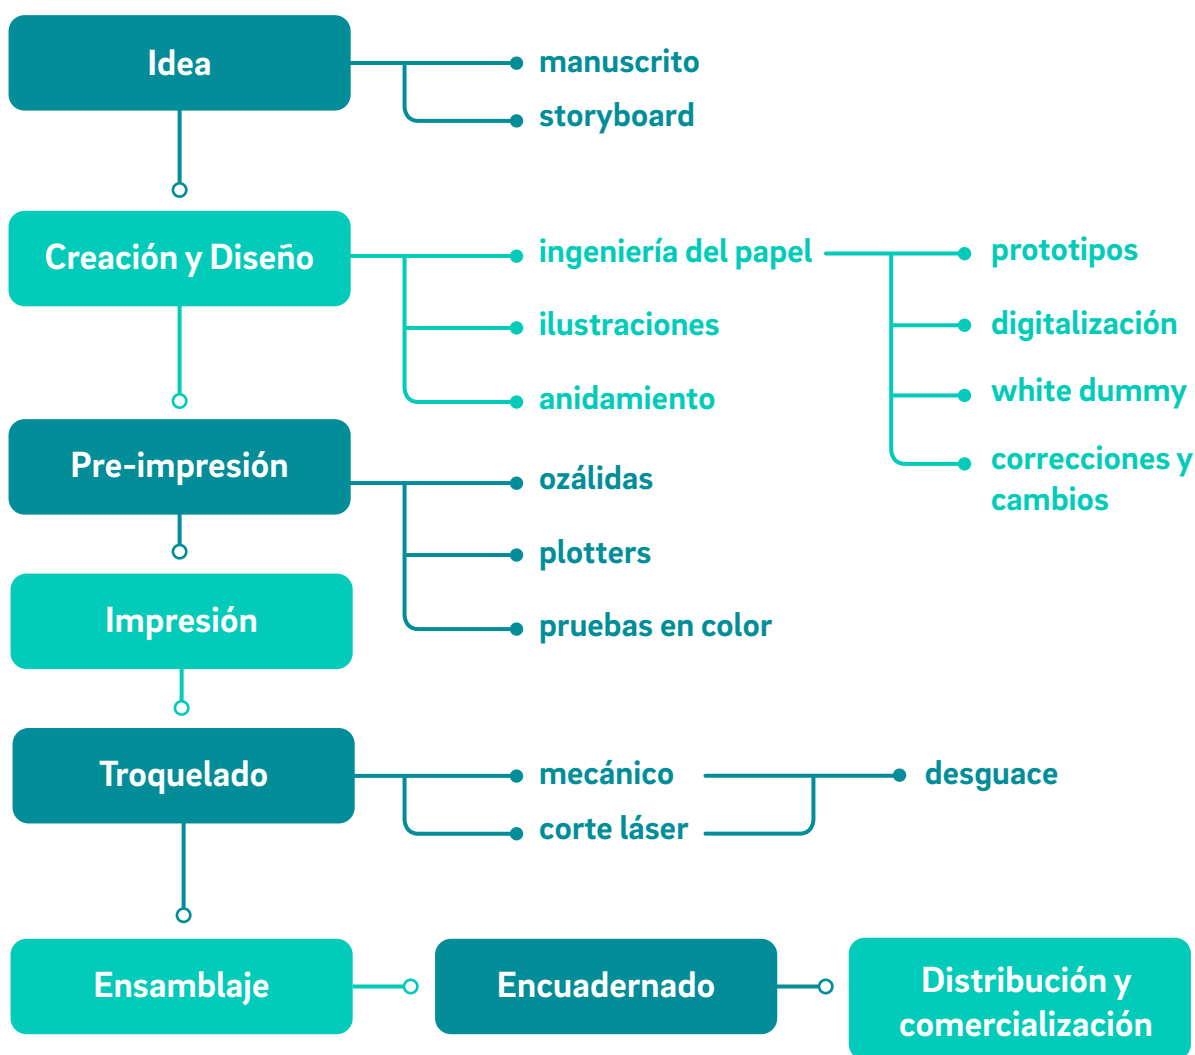 Idea
manuscrito
storyboard
Creación y Diseño
ingeniería del papel
ilustraciones
anidamiento
prototipos
digitalización
white dummy
correcciones y
cambios
Pre-impresión
ozálidas
plotters
pruebas en color
Impresión
Troquelado
mecánico
corte láser
desguace
Ensamblaje
Encuadernado
Distribución y
comercialización